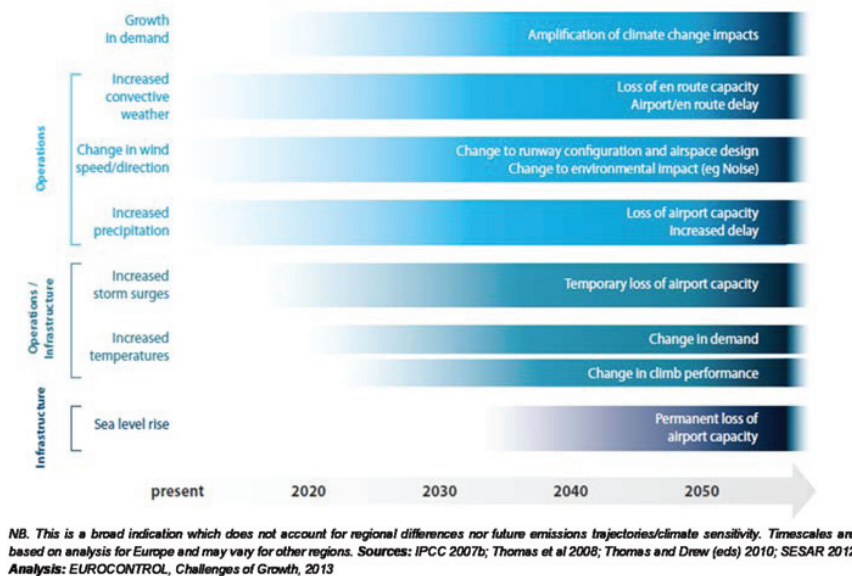 Growth
in demand
Amplification of climate change impacts
Operations
Increased
convective
weather
Loss of en route capacity
Airport/en route delay
Change in wind
speed/direction
Change to runway configuration and airspace design
Change to environmental impact (eg Noise)
Increased
precipitation
Loss of airport capacity
Increased delay
Operations /
Infrastructure
Increased
storm surges
Temporary loss of airport capacity
Increased
temperatures
Change in demand
Change in climb performance
Infrastructure
Sea level rise
Permanent loss of
airport capacity
present 2020 2030 2040 2050
NB. This is a broad indication which does not account for regional differences nor future emissions trajectories/climate sensitivity. Timescales are
based on analysis for Europe and may vary for other regions. Sources: IPCC 2007b; Thomas et al 2008; Thomas and Drew (eds) 2010; SESAR 2012
Analysis: EUROCONTROL, Challenges of Growth, 2013